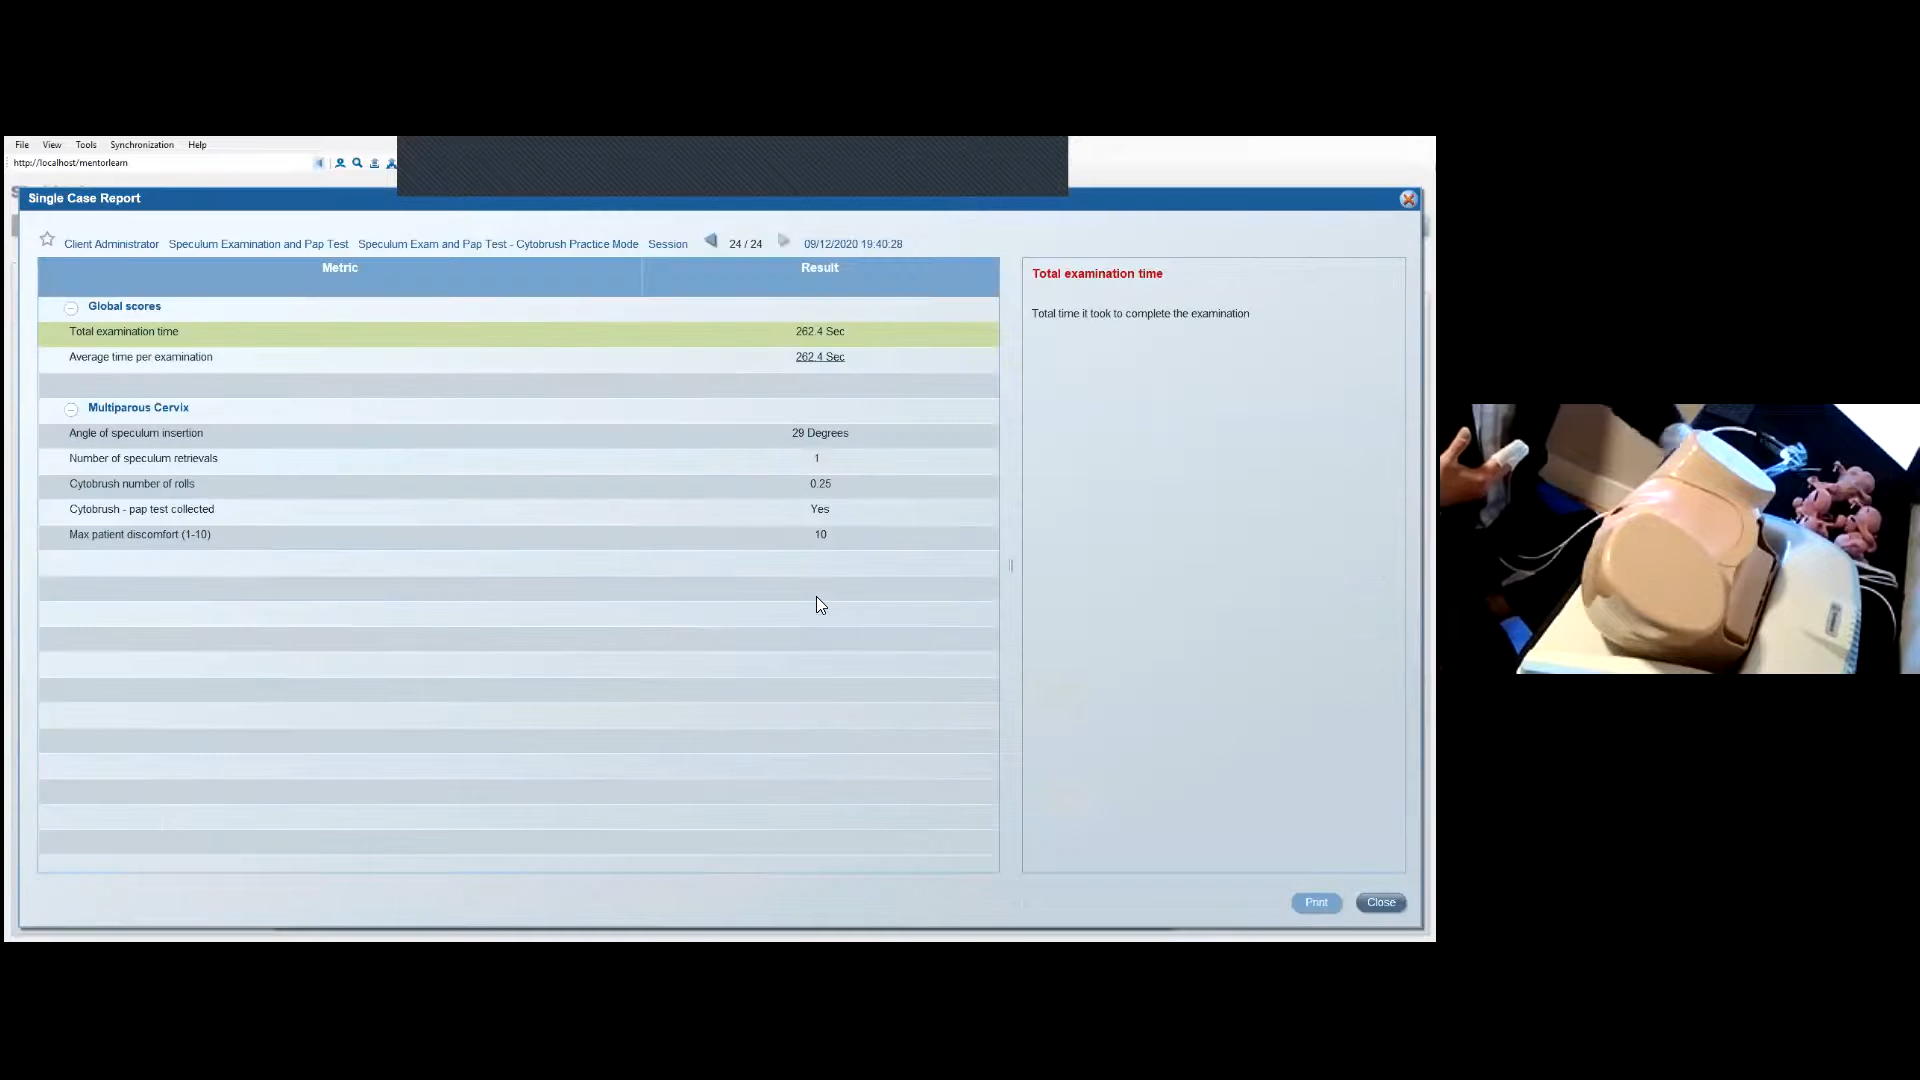 File View Tools Synchronization Help
http://localhost/mentorlearn
Single Case Report
Client Administrator Speculum Examination and Pap Test Speculum Exam and Pap Test - Cytobrush Practice Mode Session 24 / 24 09/12/2020 19:40:28
Metric Result
Global scores
Total examination time 262.4 Sec
Average time per examination 262.4 Sec
Multiparous Cervix
Angle of speculum insertion 29 Degrees
Number of speculum retrievals 1
Cytobrush number of rolls 0.25
Cytobrush - pap test collected Yes
Max patient discomfort (1-10) 10
Total examination time
Total time it took to complete the examination
Print Close